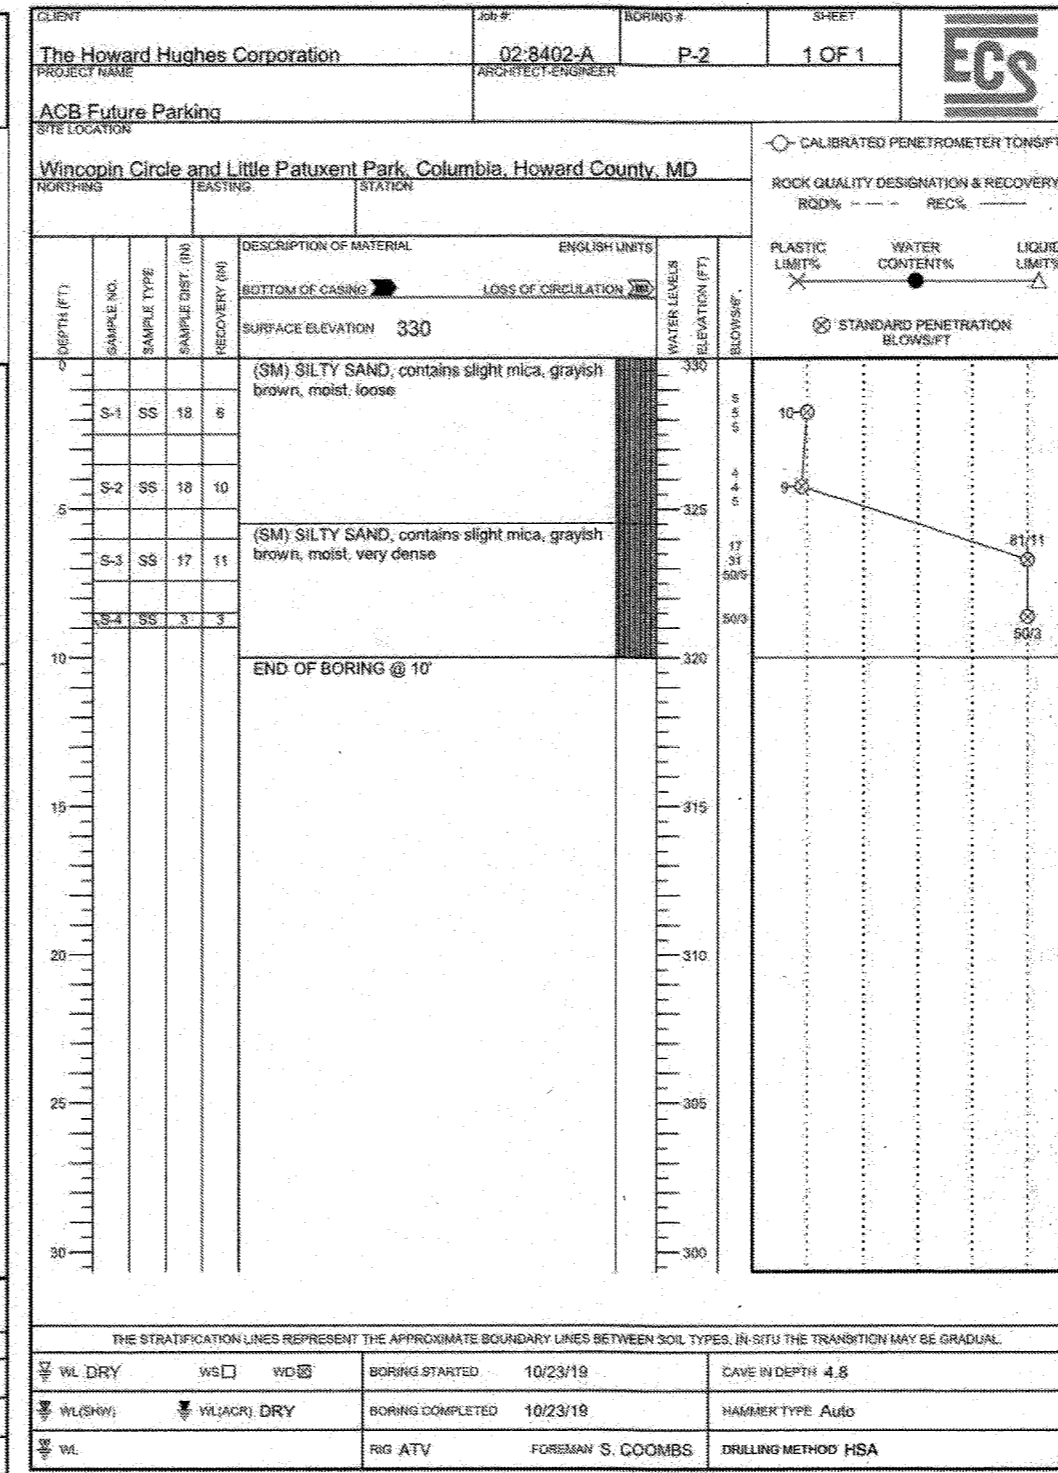 CLIENT
Job #:
BORING #
SHEET
The Howard Hughes Corporation
02:8402-A
P-2
1 OF 1
ECS
PROJECT NAME
ARCHITECT-ENGINEER
ACB Future Parking
SITE LOCATION
Wincopin Circle and Little Patuxent Park, Columbia, Howard County, MD
NORTHING
EASTING
STATION
CALIBRATED PENETROMETER TONS/FT
ROCK QUALITY DESIGNATION & RECOVERY
RQD% REC%
PLASTIC LIMIT%
WATER CONTENT%
LIQUID LIMIT%
STANDARD PENETRATION BLOWS/FT
DEPTH (FT)
SAMPLE NO.
SAMPLE TYPE
SAMPLE DIST. (IN)
RECOVERY (IN)
DESCRIPTION OF MATERIAL
ENGLISH UNITS
BOTTOM OF CASING
LOSS OF CIRCULATION
SURFACE ELEVATION 330
WATER LEVELS
ELEVATION (FT)
BLOWS/6"
0
(SM) SILTY SAND, contains slight mica, grayish
brown, moist, loose
330
S-1 SS 18 6
5
5
5
10
S-2 SS 18 10
4
4
5
9
5
325
(SM) SILTY SAND, contains slight mica, grayish
brown, moist, very dense
S-3 SS 17 11
17
31
50/5
81/11
S-4 SS 3 3
50/3
50/3
10
END OF BORING @ 10'
320
15
315
20
310
25
305
30
300
THE STRATIFICATION LINES REPRESENT THE APPROXIMATE BOUNDARY LINES BETWEEN SOIL TYPES. IN-SITU THE TRANSITION MAY BE GRADUAL.
WL DRY WS WD
BORING STARTED 10/23/19
CAVE IN DEPTH 4.8
WL(SHW) WL(ACR) DRY
BORING COMPLETED 10/23/19
HAMMER TYPE Auto
WL
RIG ATV FOREMAN S. COOMBS
DRILLING METHOD HSA